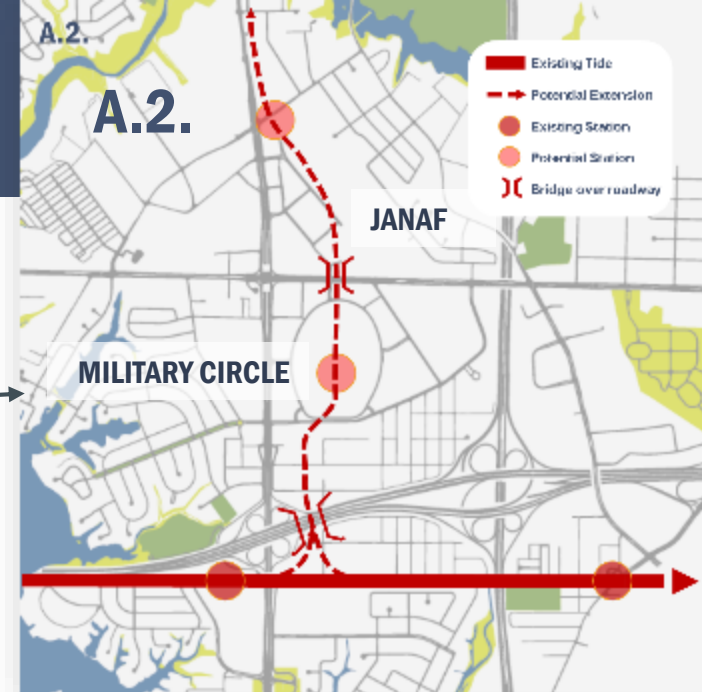 A.2.
A.2.
Existing Tide
Potential Extension
Existing Station
Potential Station
Bridge over roadway
JANAF
MILITARY CIRCLE